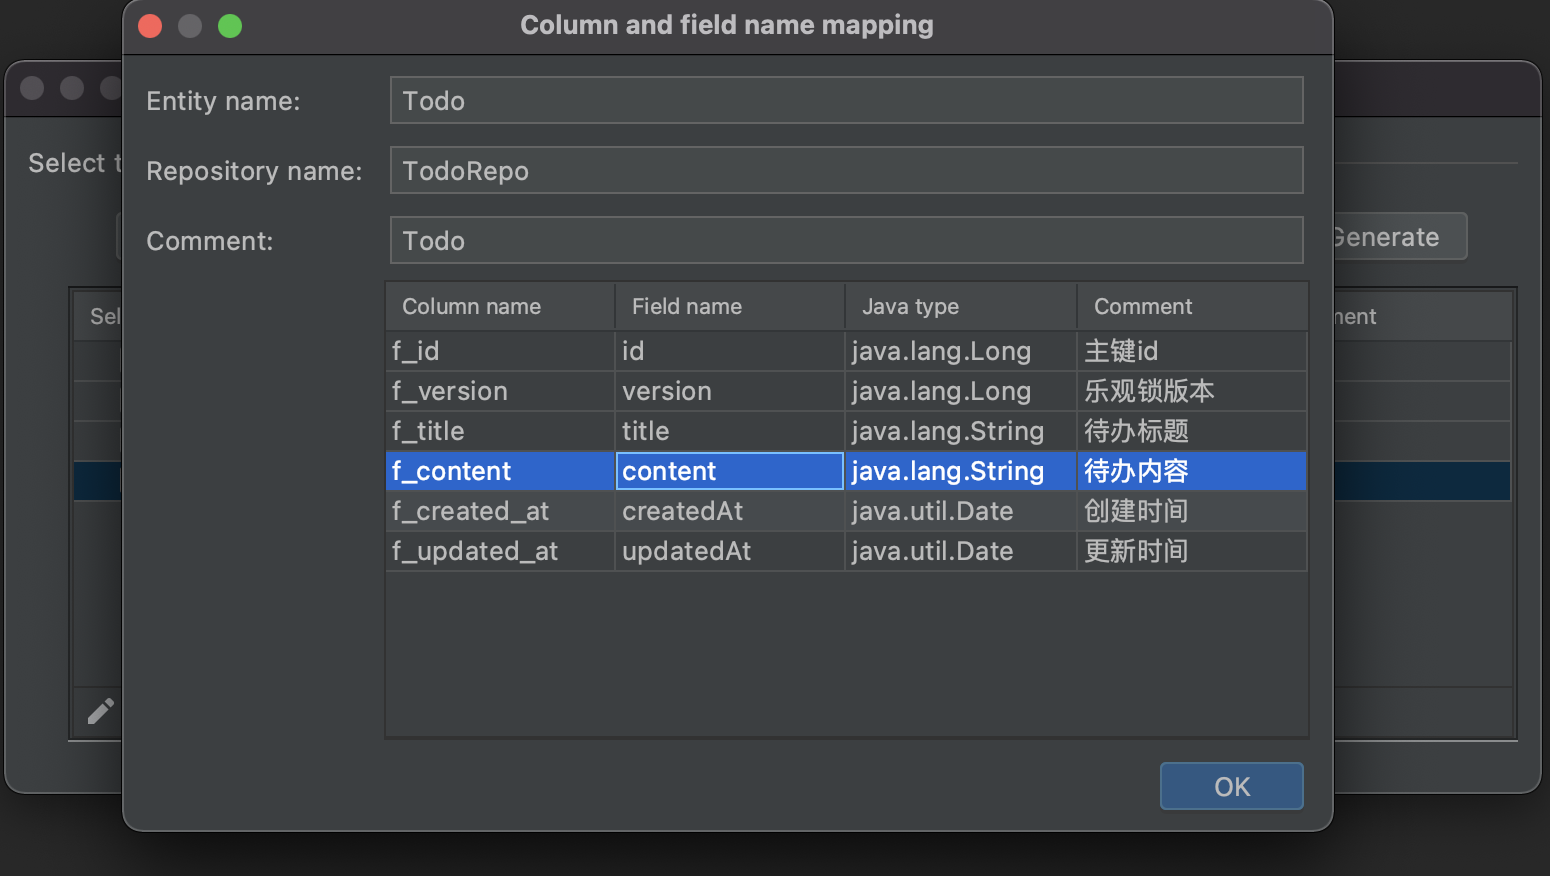 Column and field name mapping
Entity name: Todo
Select t
Repository name: TodoRepo
Comment: Todo
Generate
Sel
Column name Field name Java type Comment
ment
f_id id java.lang.Long 主键id
f_version version java.lang.Long 乐观锁版本
f_title title java.lang.String 待办标题
f_content content java.lang.String 待办内容
f_created_at createdAt java.util.Date 创建时间
f_updated_at updatedAt java.util.Date 更新时间
OK